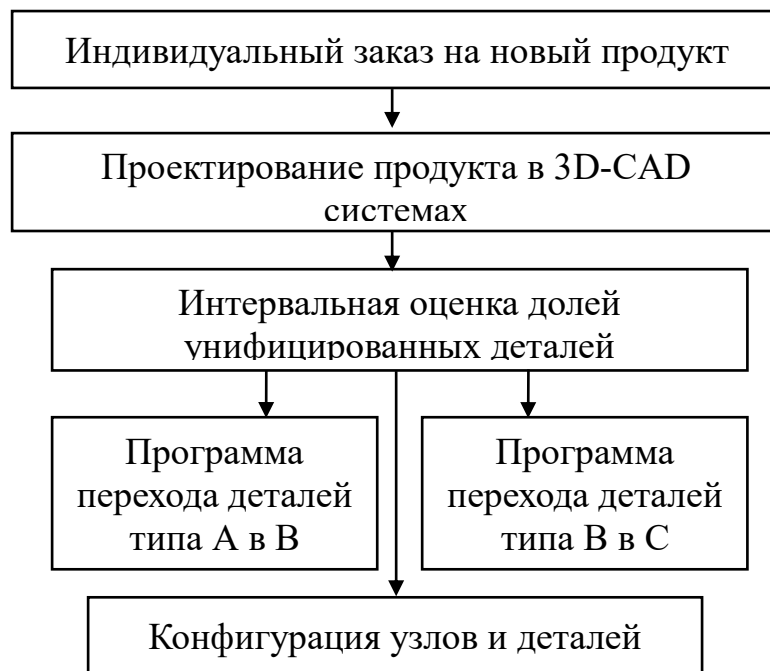 Индивидуальный заказ на новый продукт
Проектирование продукта в 3D-CAD
системах
Интервальная оценка долей
унифицированных деталей
Программа
перехода деталей
типа А в В
Программа
перехода деталей
типа В в С
Конфигурация узлов и деталей